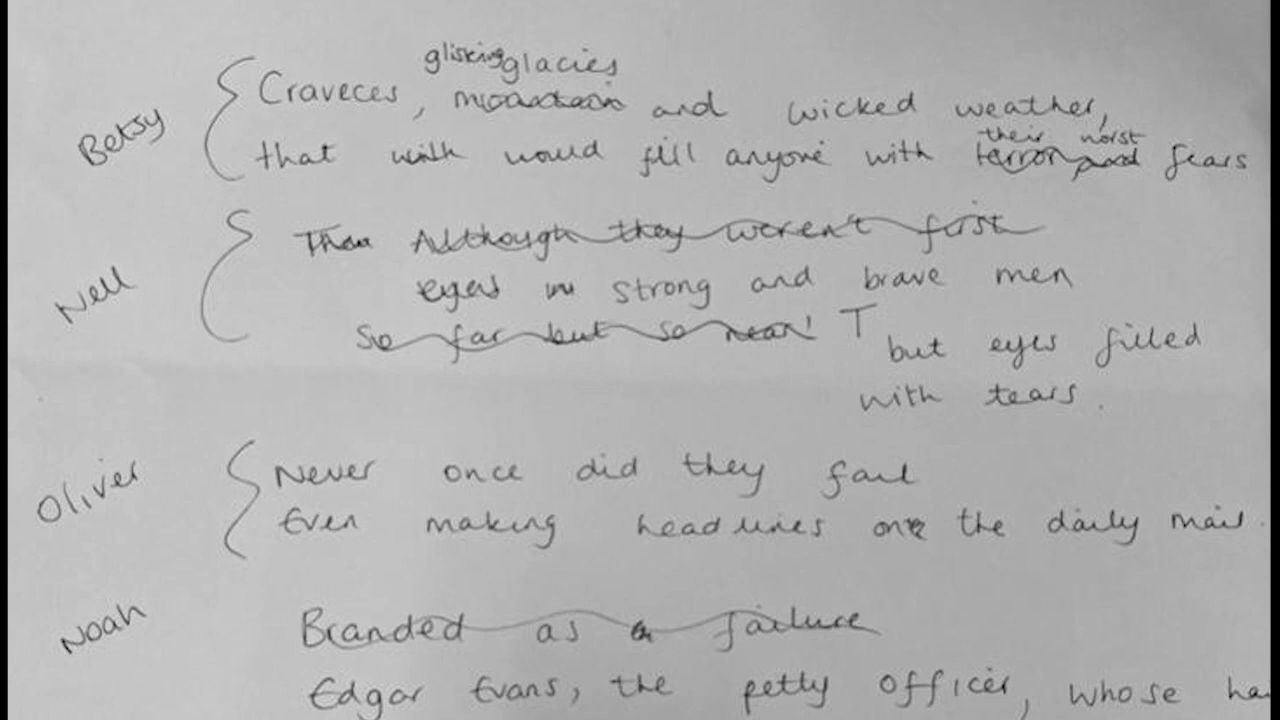 glisking glacies
Betsy Craveces, mountain and wicked weather,
their worst
that with would fill anyone with terror and fears
Nell Then Although they weren't first
eyes strong and brave men
so far but so near! T
but eyes filled
with tears.
Oliver Never once did they fail
Even making headlines one the daily mail.
Noah Branded as a failure
Edgar Evans, the petty officer, whose ha